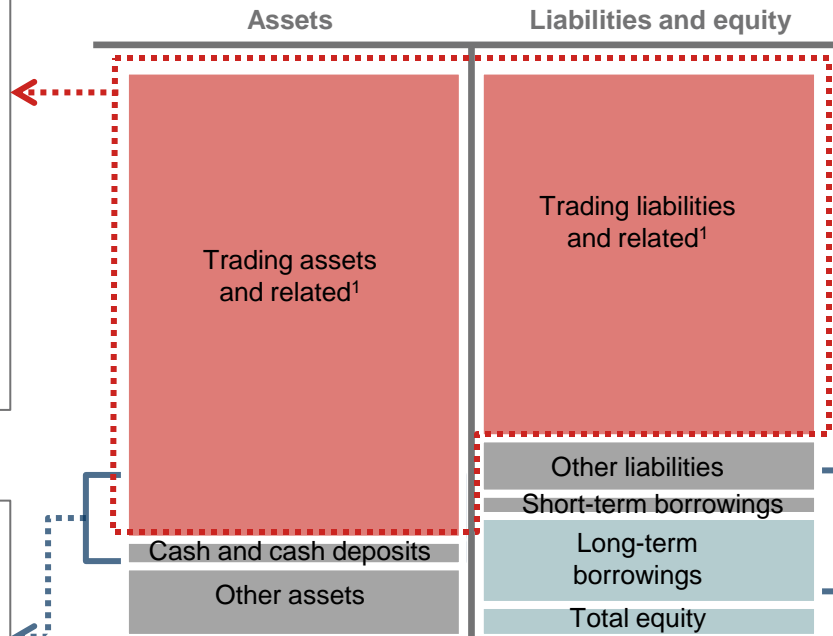 Assets
Liabilities and equity
Trading assets
and related¹
Cash and cash deposits
Other assets
Trading liabilities
and related¹
Other liabilities
Short-term borrowings
Long-term
borrowings
Total equity